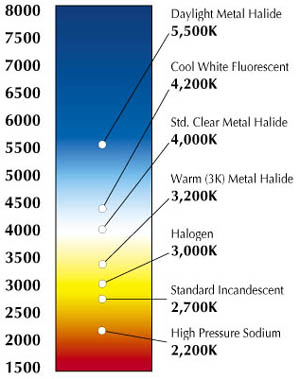 8000
7500
7000
6500
6000
5500
5000
4500
4000
3500
3000
2500
2000
1500
Daylight Metal Halide
5,500K
Cool White Fluorescent
4,200K
Std. Clear Metal Halide
4,000K
Warm (3K) Metal Halide
3,200K
Halogen
3,000K
Standard Incandescent
2,700K
High Pressure Sodium
2,200K